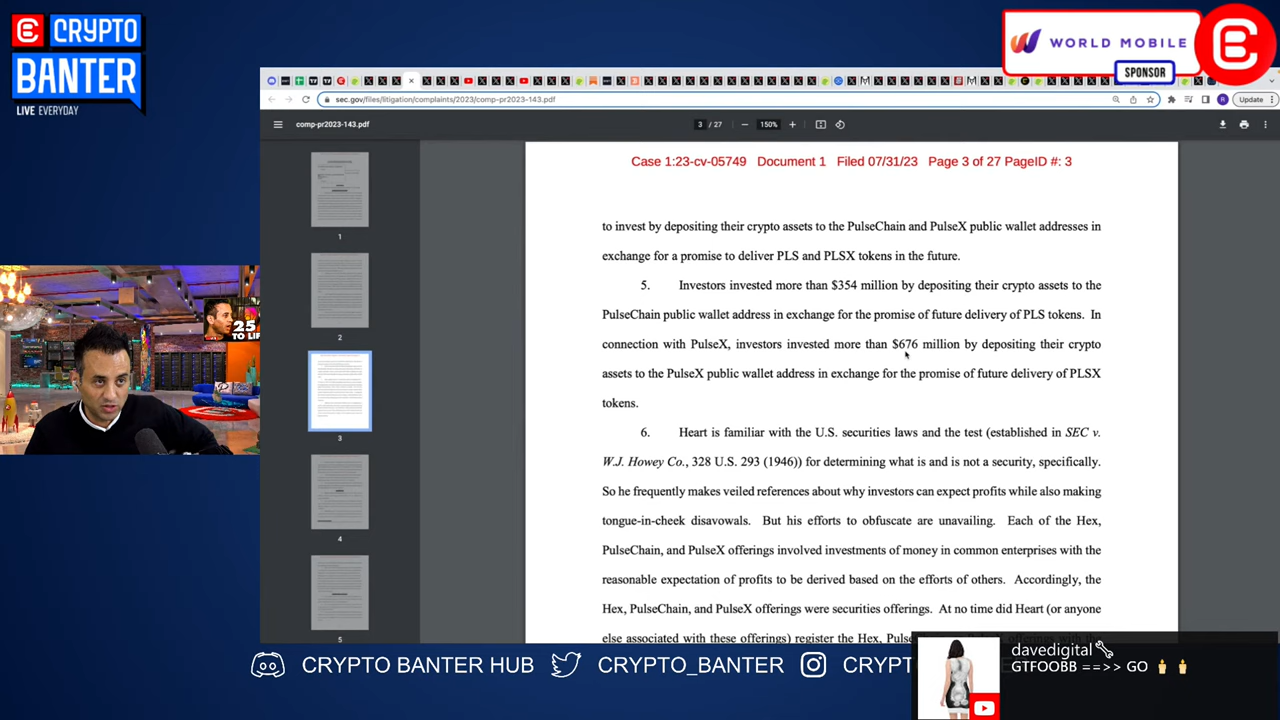 CRYPTO
BANTER
LIVE EVERYDAY
WORLD MOBILE
SPONSOR
sec.gov/files/litigation/complaints/2023/comp-pr2023-143.pdf
Update
comp-pr2023-143.pdf
3 / 27
150%
Case 1:23-cv-05749 Document 1 Filed 07/31/23 Page 3 of 27 PageID #: 3
to invest by depositing their crypto assets to the PulseChain and PulseX public wallet addresses in
exchange for a promise to deliver PLS and PLSX tokens in the future.
5. Investors invested more than $354 million by depositing their crypto assets to the
PulseChain public wallet address in exchange for the promise of future delivery of PLS tokens. In
connection with PulseX, investors invested more than $676 million by depositing their crypto
assets to the PulseX public wallet address in exchange for the promise of future delivery of PLSX
tokens.
6. Heart is familiar with the U.S. securities laws and the test (established in SEC v.
W.J. Howey Co., 328 U.S. 293 (1946)) for determining what is and is not a security, specifically.
So he frequently makes veiled references about why investors can expect profits while also making
tongue-in-cheek disavowals. But his efforts to obfuscate are unavailing. Each of the Hex,
PulseChain, and PulseX offerings involved investments of money in common enterprises with the
reasonable expectation of profits to be derived based on the efforts of others. Accordingly, the
Hex, PulseChain, and PulseX offerings were securities offerings. At no time did Heart (or anyone
else associated with these offerings) register the Hex,
1
2
3
4
5
25
TO LIF
CRYPTO BANTER HUB
CRYPTO_BANTER
davedigital
GTFOOBB ==>> GO